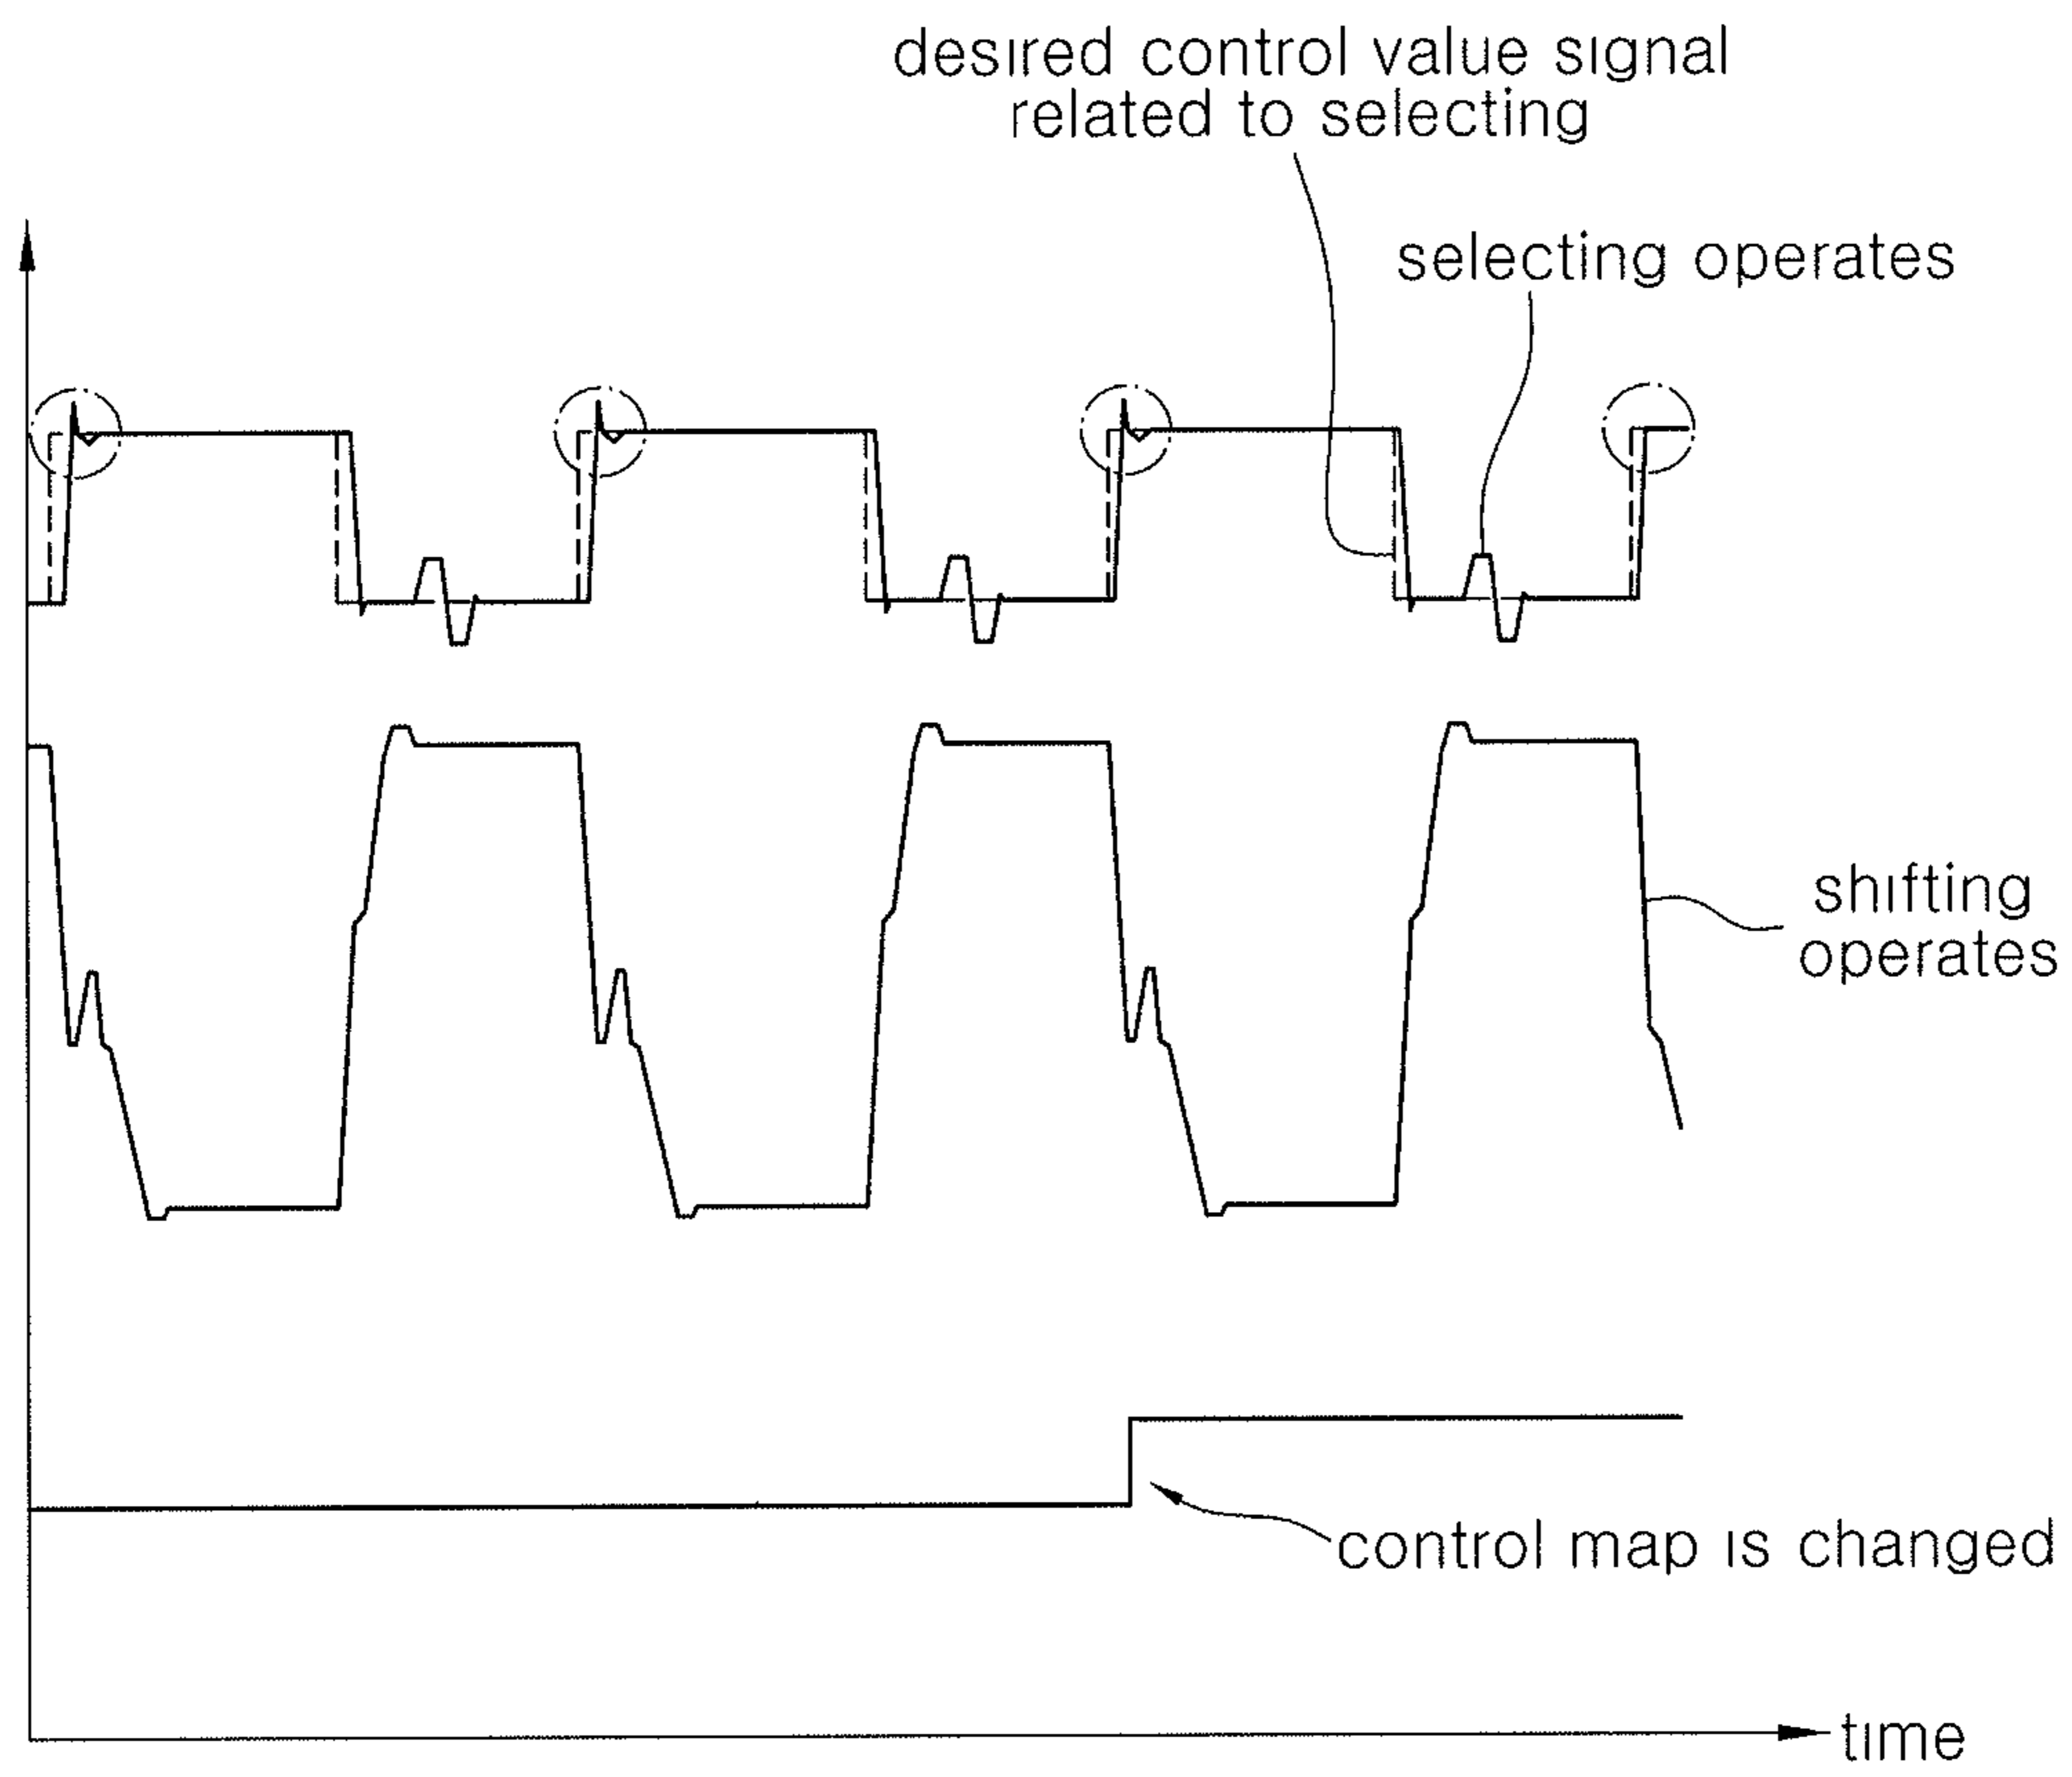 desired control value signal
related to selecting
selecting operates
shifting
operates
control map is changed
time